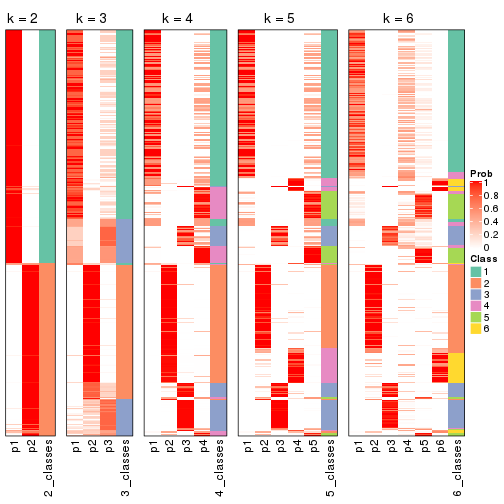 k = 2
k = 3
k = 4
k = 5
k = 6
p1
p2
2_classes
p1
p2
p3
3_classes
p1
p2
p3
p4
4_classes
p1
p2
p3
p4
p5
5_classes
p1
p2
p3
p4
p5
p6
6_classes
Prob
1
0.8
0.6
0.4
0.2
0
Class
1
2
3
4
5
6